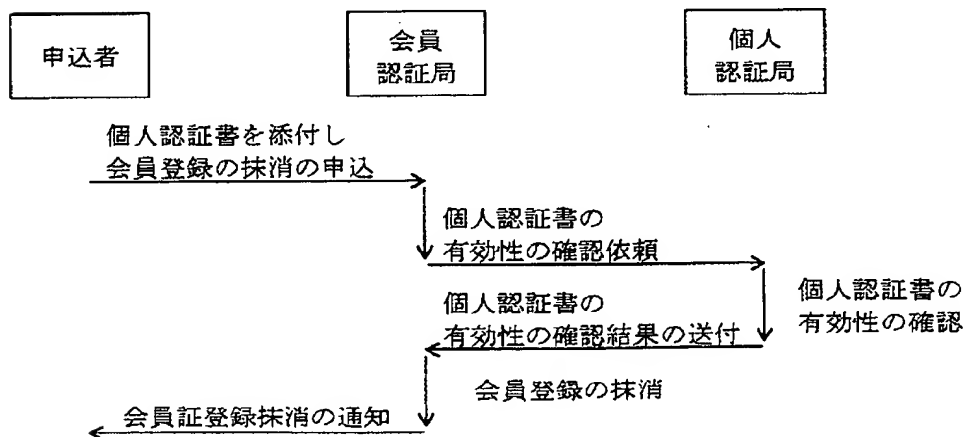 申込者
会員
認証局
個人
認証局
個人認証書を添付し
会員登録の抹消の申込
個人認証書の
有効性の確認依頼
個人認証書の
有効性の確認
個人認証書の
有効性の確認結果の送付
会員登録の抹消
会員証登録抹消の通知